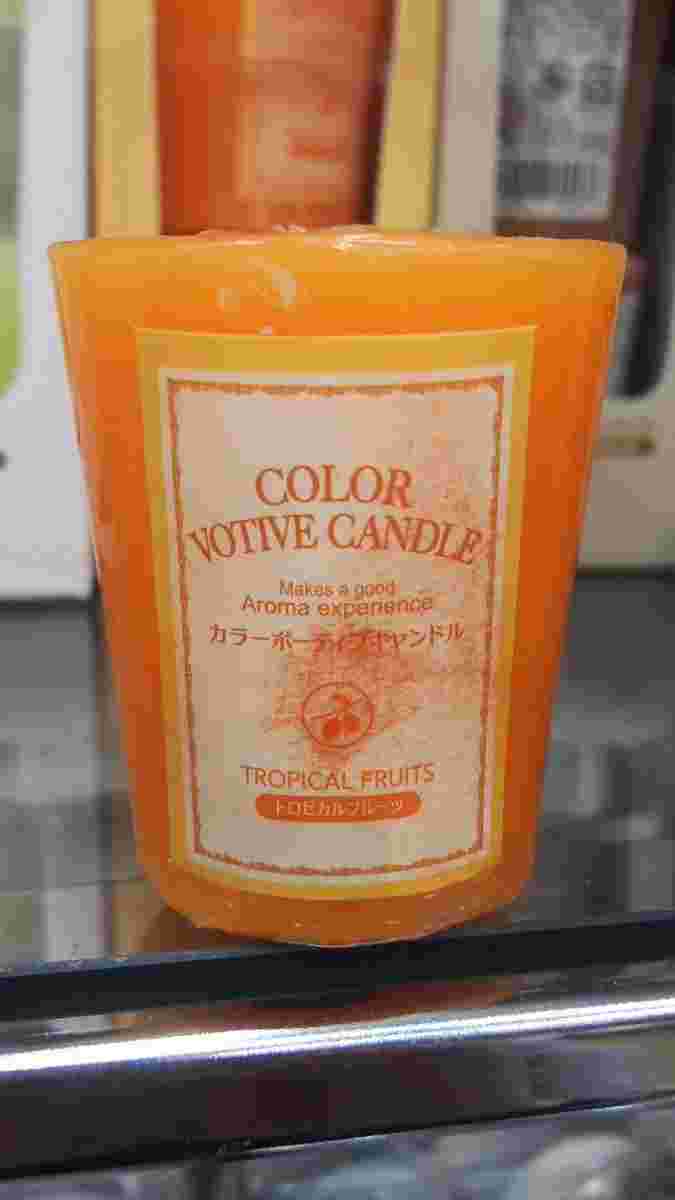 COLOR
VOTIVE CANDLE
Makes a good
Aroma experience
カラーボーティブキャンドル
TROPICAL FRUITS
トロピカルフルーツ